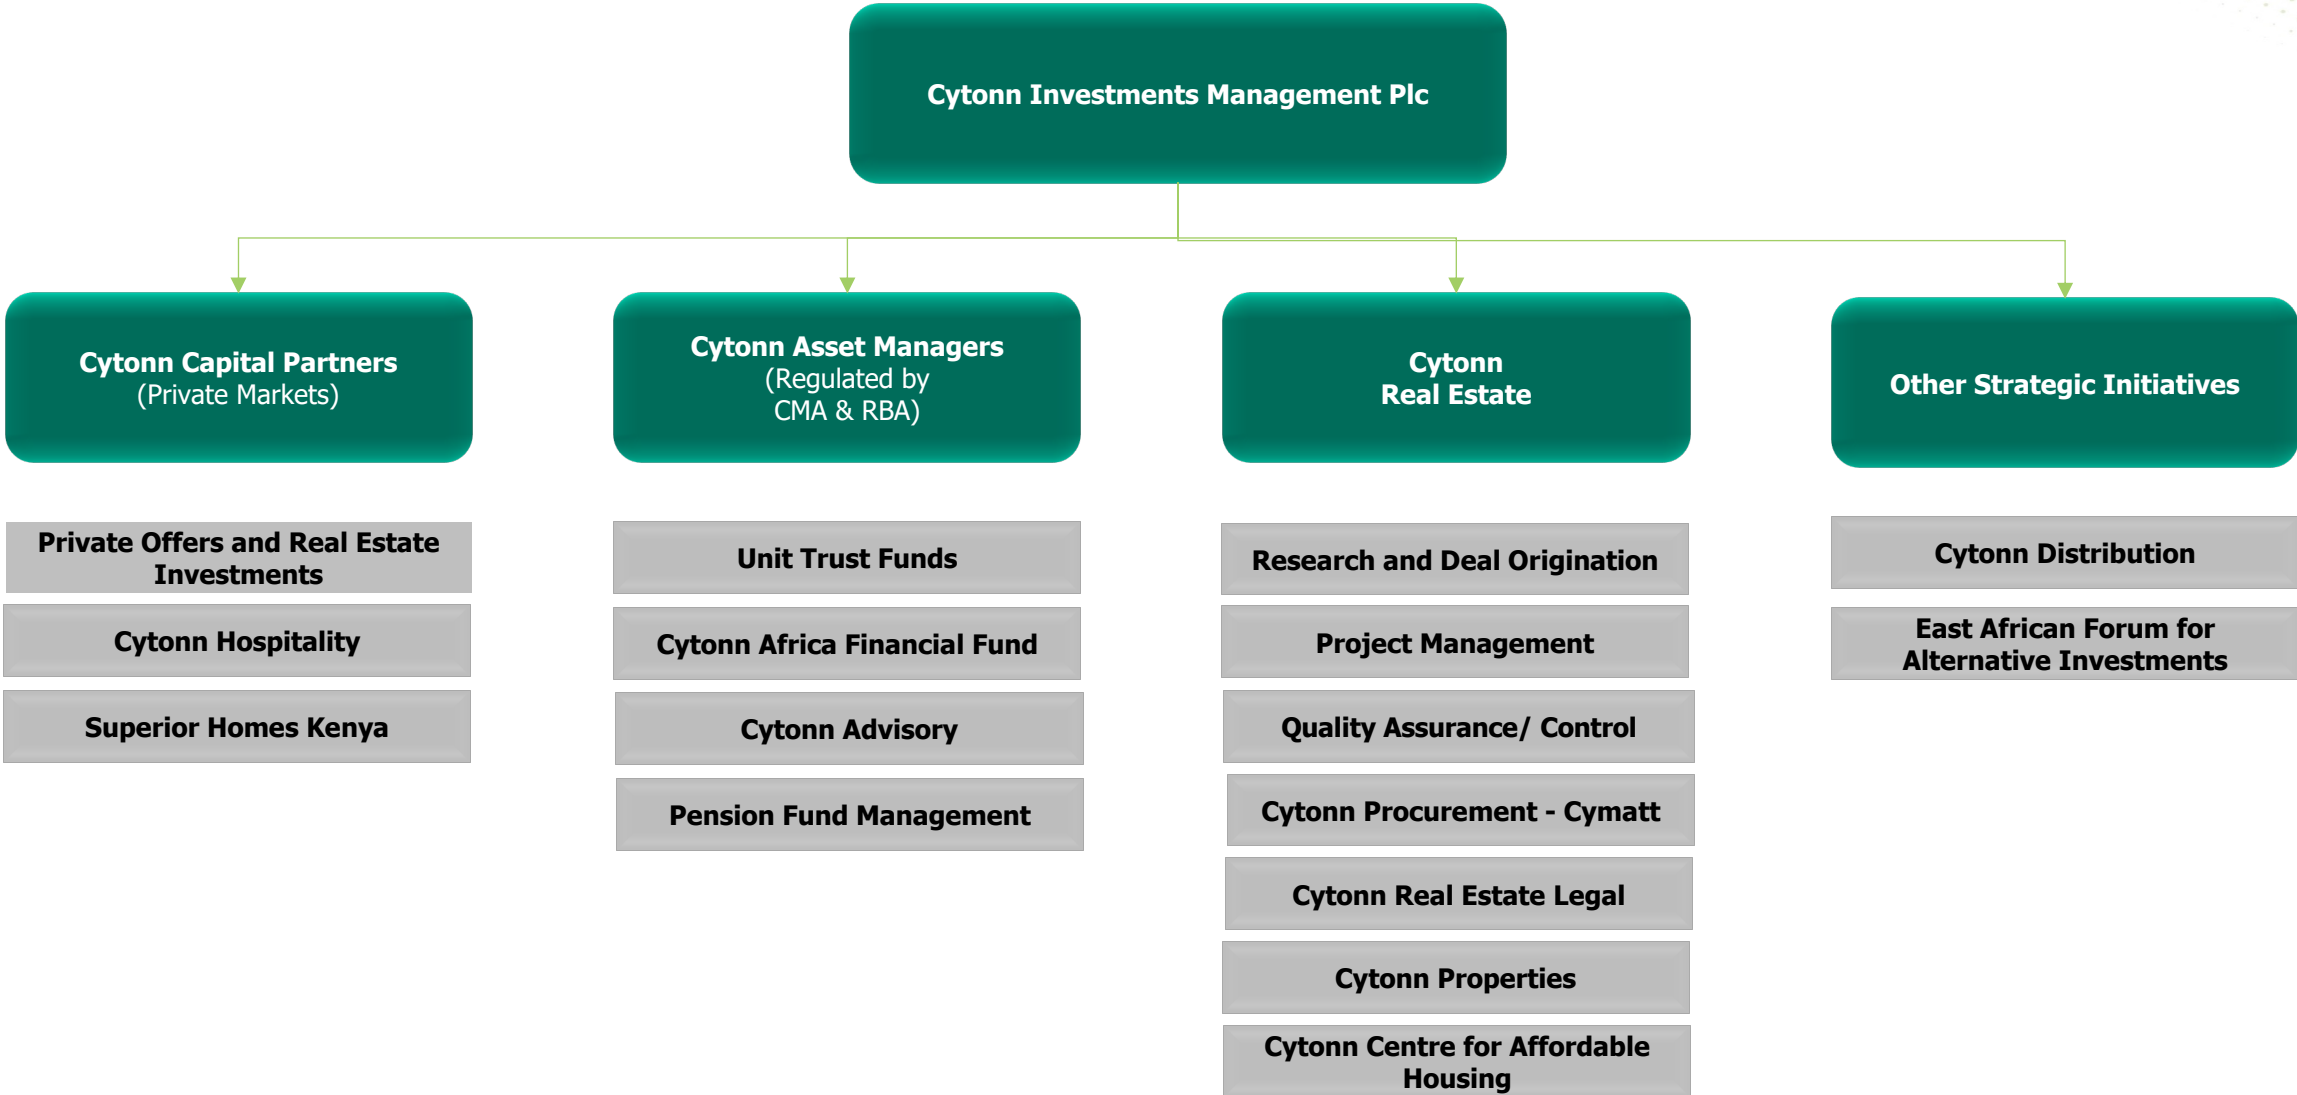 Cytonn Investments Management Plc
Cytonn Capital Partners
(Private Markets)
Cytonn Asset Managers
(Regulated by
CMA & RBA)
Cytonn
Real Estate
Other Strategic Initiatives
Private Offers and Real Estate
Investments
Cytonn Hospitality
Superior Homes Kenya
Unit Trust Funds
Cytonn Africa Financial Fund
Cytonn Advisory
Pension Fund Management
Research and Deal Origination
Project Management
Quality Assurance/ Control
Cytonn Procurement - Cymatt
Cytonn Real Estate Legal
Cytonn Properties
Cytonn Centre for Affordable
Housing
Cytonn Distribution
East African Forum for
Alternative Investments